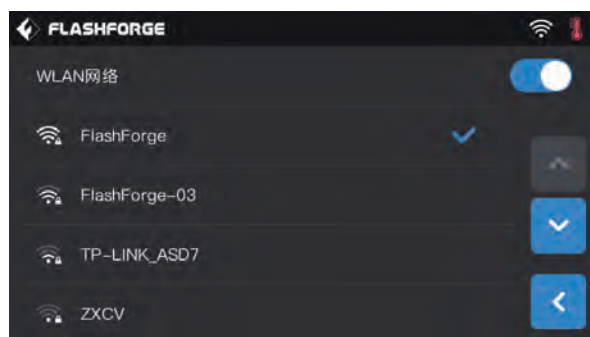 FLASHFORGE
WLAN网络
FlashForge
FlashForge-03
TP-LINK_ASD7
ZXCV